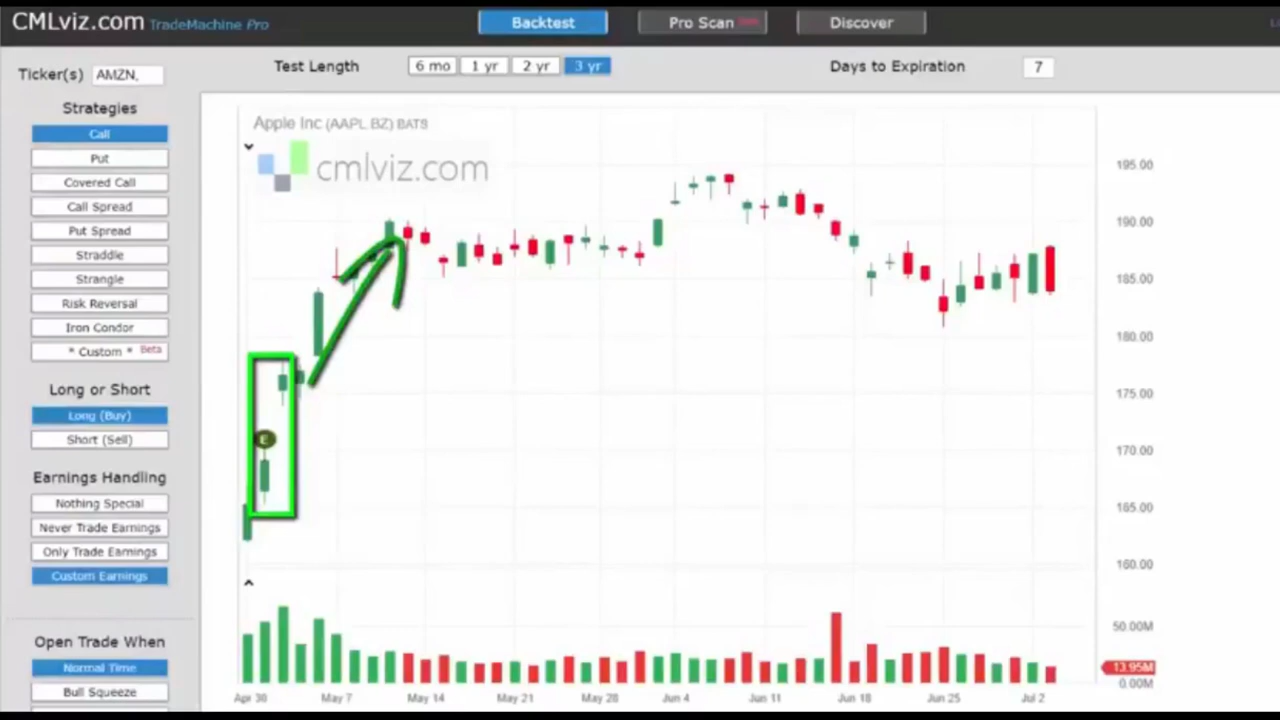 CMLviz.com TradeMachine Pro
Backtest
Pro Scan
Discover
Ticker(s) AMZN,
Test Length 6 mo 1 yr 2 yr 3 yr
Days to Expiration 7
Strategies
Call
Put
Covered Call
Call Spread
Put Spread
Straddle
Strangle
Risk Reversal
Iron Condor
* Custom * Beta
Long or Short
Long (Buy)
Short (Sell)
Earnings Handling
Nothing Special
Never Trade Earnings
Only Trade Earnings
Custom Earnings
Open Trade When
Normal Time
Bull Squeeze
Apple Inc (AAPL BZ) BATS
cmlviz.com
E
195.00
190.00
185.00
180.00
175.00
170.00
165.00
160.00
50.00M
13.95M
0.00M
Apr 30 May 7 May 14 May 21 May 28 Jun 4 Jun 11 Jun 18 Jun 25 Jul 2